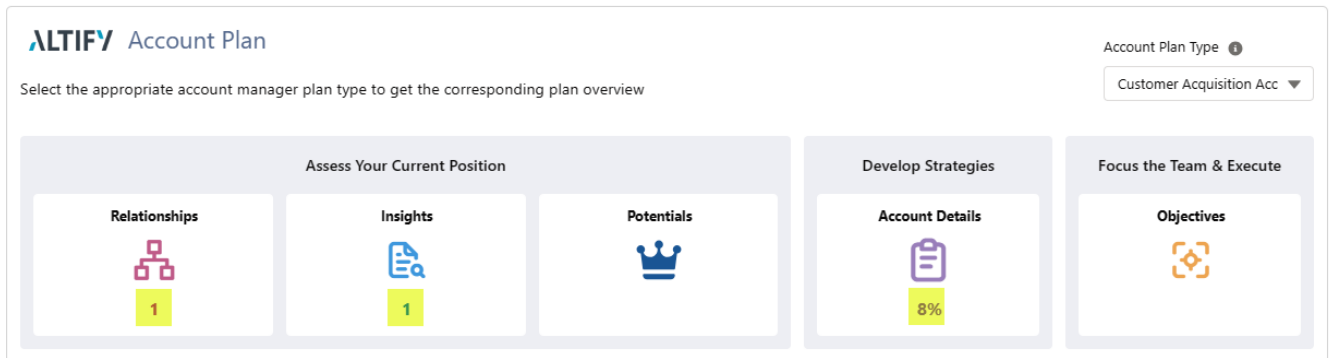 ALTIFY Account Plan
Account Plan Type
Select the appropriate account manager plan type to get the corresponding plan overview
Customer Acquisition Acc
Assess Your Current Position
Develop Strategies
Focus the Team & Execute
Relationships
Insights
Potentials
Account Details
Objectives
1
1
8%